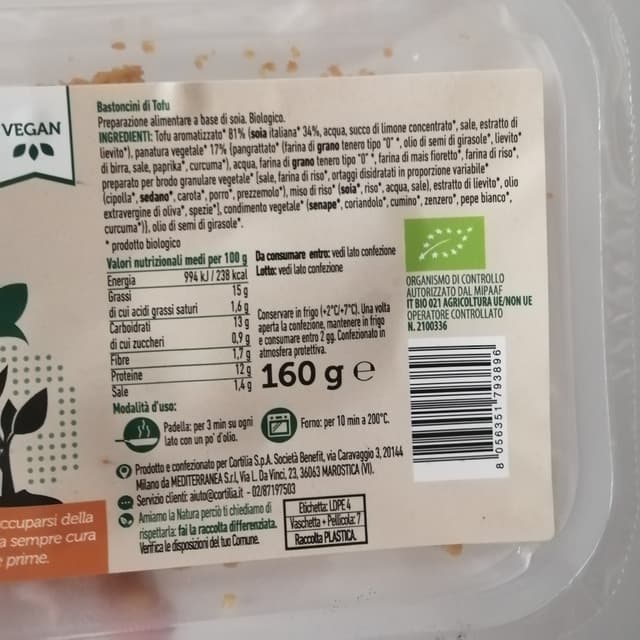 VEGAN
Bastoncini di Tofu
Preparazione alimentare a base di soia. Biologico.
INGREDIENTI: Tofu aromatizzato* 81% (soia italiana* 34%, acqua, succo di limone concentrato*, sale, estratto di
lievito*), panatura vegetale* 17% (pangrattato* (farina di grano tenero tipo "0"*, olio di semi di girasole*, lievito*
di birra, sale, paprika*, curcuma*), acqua, farina di grano tenero tipo "0"*, farina di mais fioretto*, farina di riso*,
preparato per brodo granulare vegetale* [sale, farina di riso*, ortaggi disidratati in proporzione variabile*
(cipolla*, sedano*, carota*, porro*, prezzemolo*), miso di riso* (soia*, riso*, acqua, sale), estratto di lievito*, olio
extravergine di oliva*, spezie*], condimento vegetale* (senape*, coriandolo*, cumino*, zenzero*, pepe bianco*,
curcuma*)), olio di semi di girasole*.
* prodotto biologico
Valori nutrizionali medi per 100 g
Energia 994 kJ / 238 kcal
Grassi 15 g
di cui acidi grassi saturi 1,6 g
Carboidrati 13 g
di cui zuccheri 0,9 g
Fibre 1,7 g
Proteine 12 g
Sale 1,4 g
Da consumare entro: vedi lato confezione
Lotto: vedi lato confezione
Conservare in frigo (+2°C/+7°C). Una volta
aperta la confezione, mantenere in frigo
e consumare entro 2 gg. Confezionato in
atmosfera protettiva.
160 g e
ORGANISMO DI CONTROLLO
AUTORIZZATO DAL MIPAAF
IT BIO 021 AGRICOLTURA UE/NON UE
OPERATORE CONTROLLATO
N. 2100336
8 056351 793896
Modalità d'uso:
Padella: per 3 min su ogni
lato con un po' d'olio.
Forno: per 10 min a 200°C.
Prodotto e confezionato per Cortilia S.p.A. Società Benefit, via Caravaggio 3, 20144
Milano da MEDITERRANEA S.r.l, Via L. Da Vinci, 23, 36063 MAROSTICA (VI).
Servizio clienti: aiuto@cortilia.it - 02/87197503
Amiamo la Natura perciò ti chiediamo di
rispettarla: fai la raccolta differenziata.
Verifica le disposizioni del tuo Comune.
Etichetta: LDPE 4
Vaschetta + Pellicola: 7
Raccolta PLASTICA.
ccuparsi della
a sempre cura
prime.